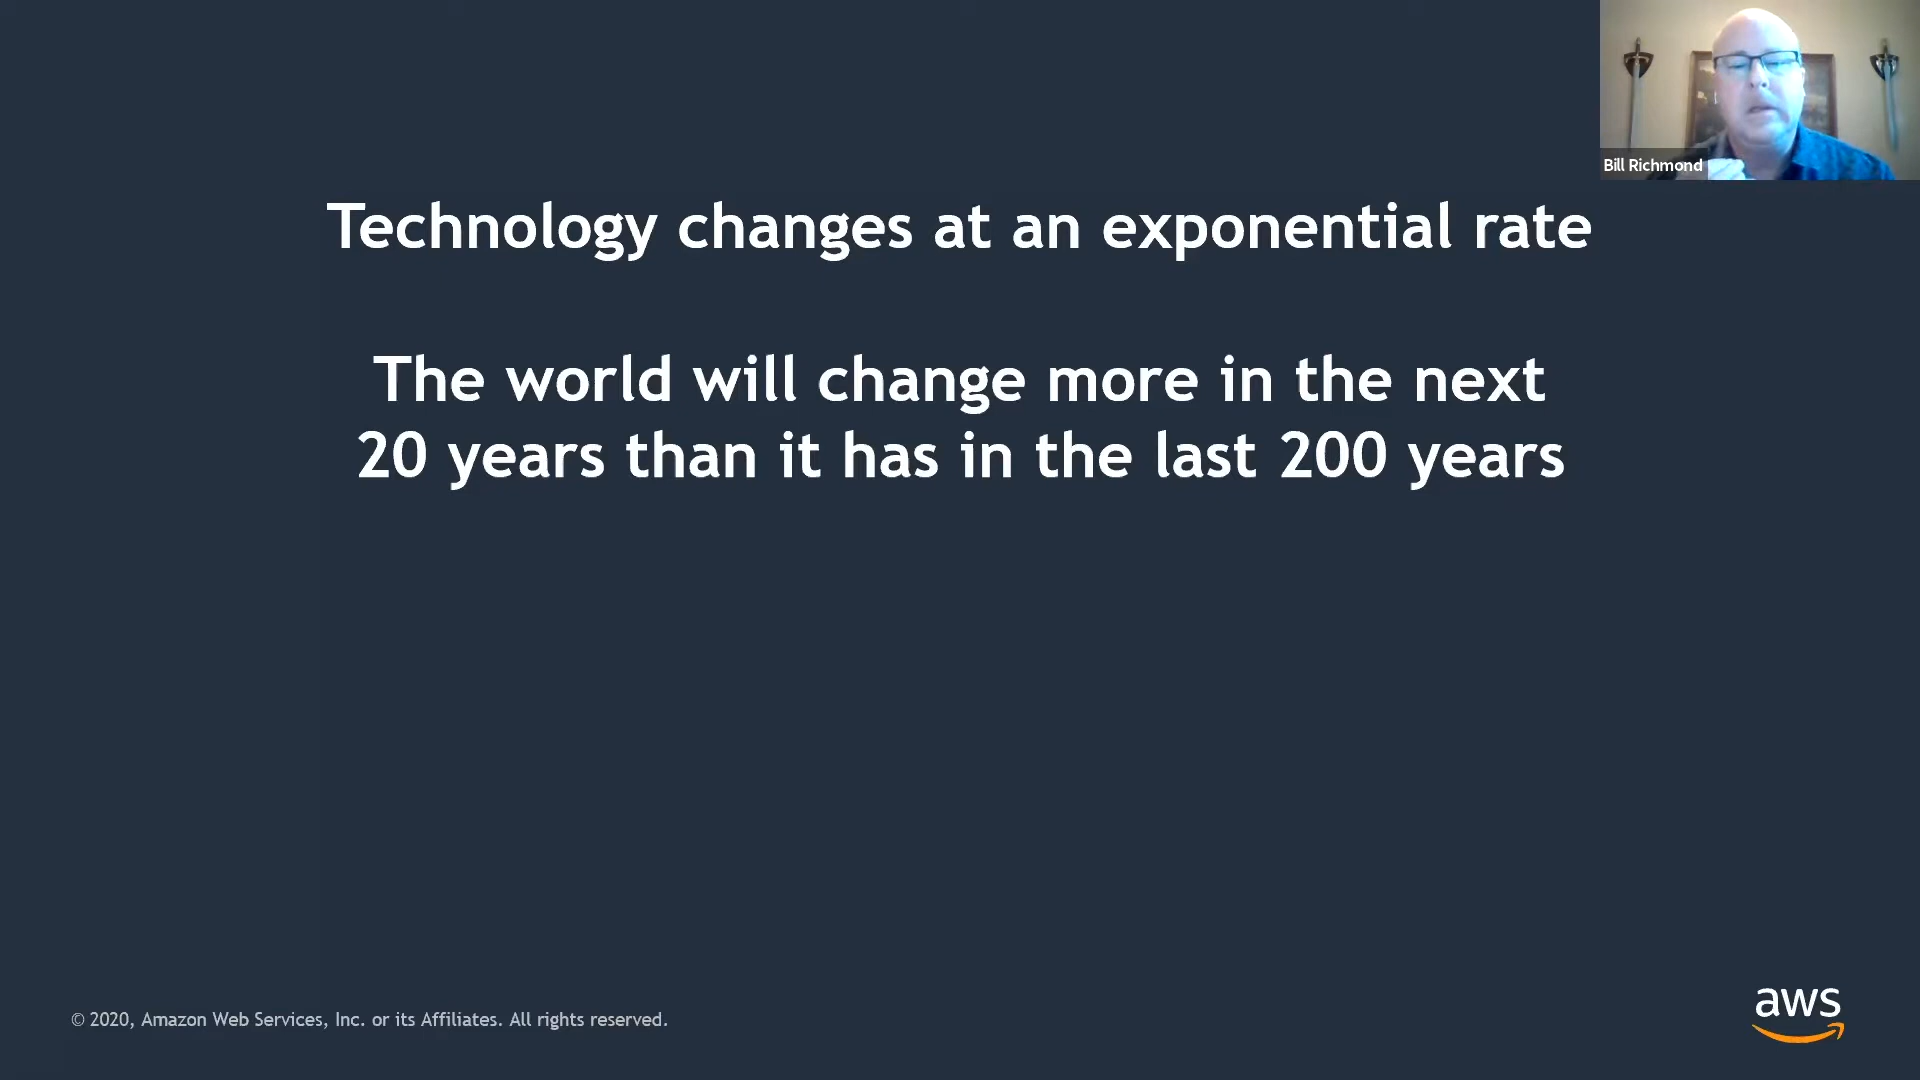 Bill Richmond
Technology changes at an exponential rate
The world will change more in the next
20 years than it has in the last 200 years
© 2020, Amazon Web Services, Inc. or its Affiliates. All rights reserved.
aws